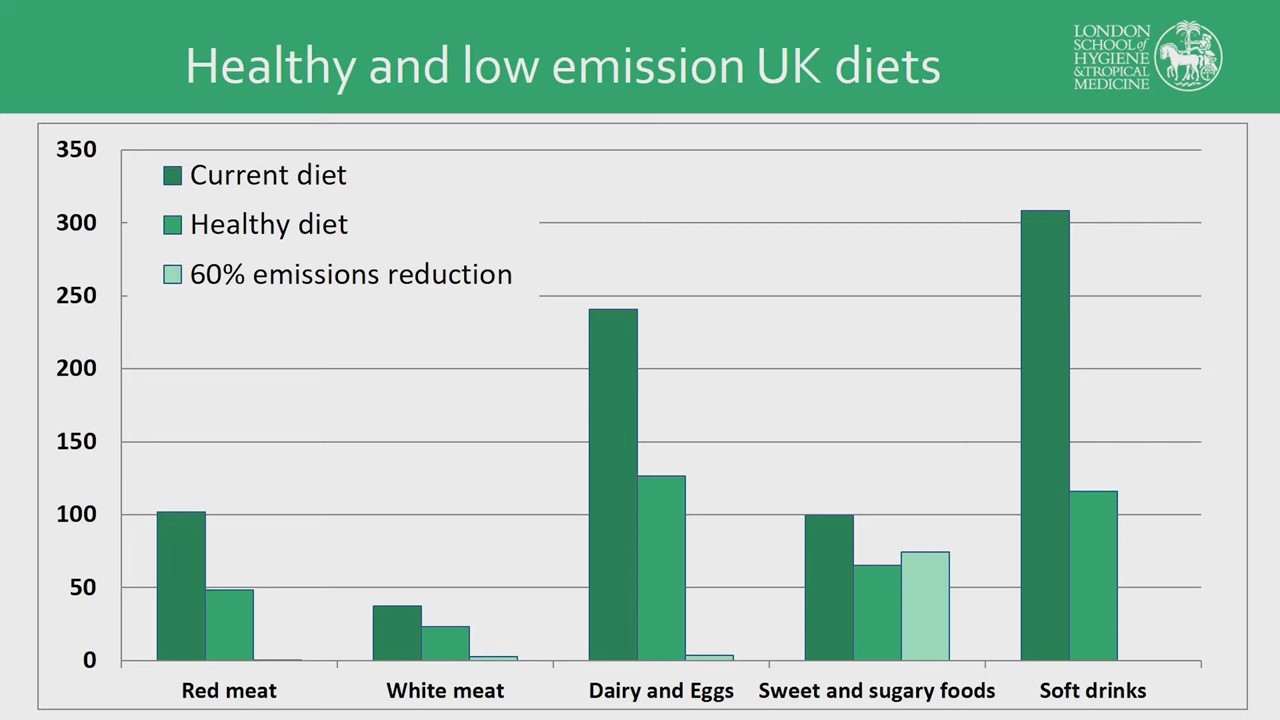 Healthy and low emission UK diets
LONDON
SCHOOL of
HYGIENE
& TROPICAL
MEDICINE
350
300
250
200
150
100
50
0
Current diet
Healthy diet
60% emissions reduction
Red meat
White meat
Dairy and Eggs
Sweet and sugary foods
Soft drinks